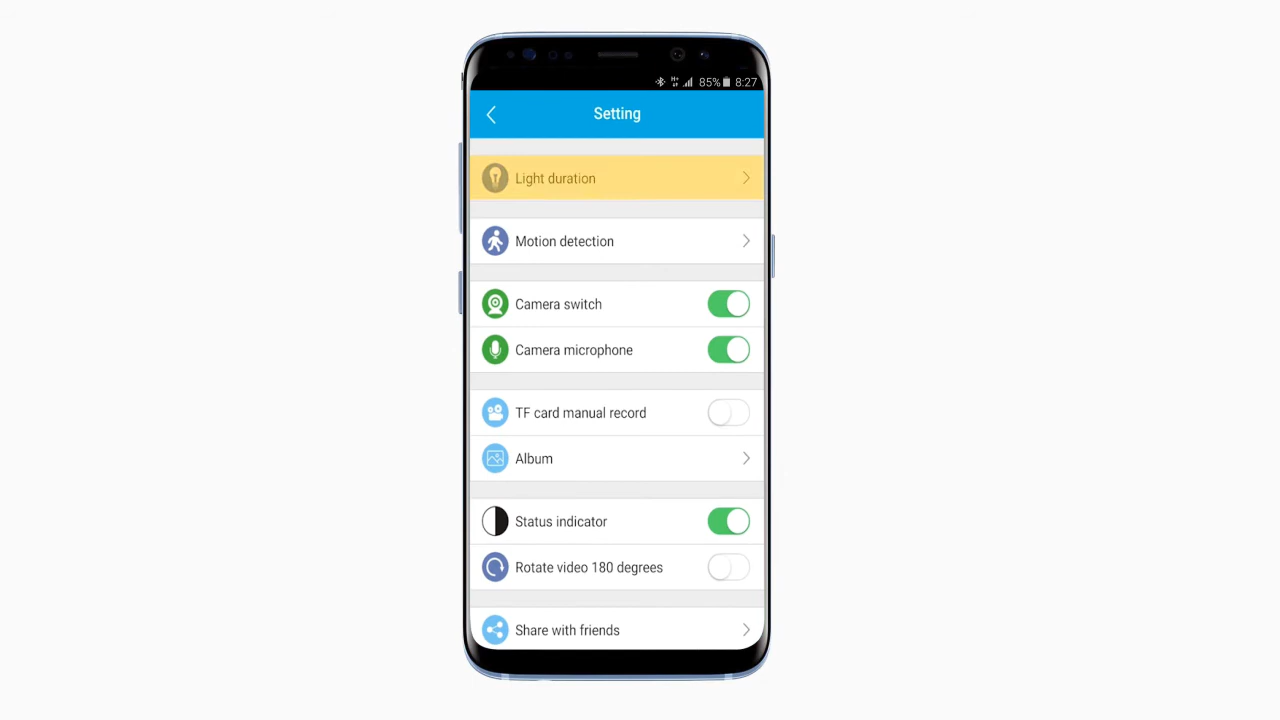 85% 8:27
Setting
Light duration
Motion detection
Camera switch
Camera microphone
TF card manual record
Album
Status indicator
Rotate video 180 degrees
Share with friends